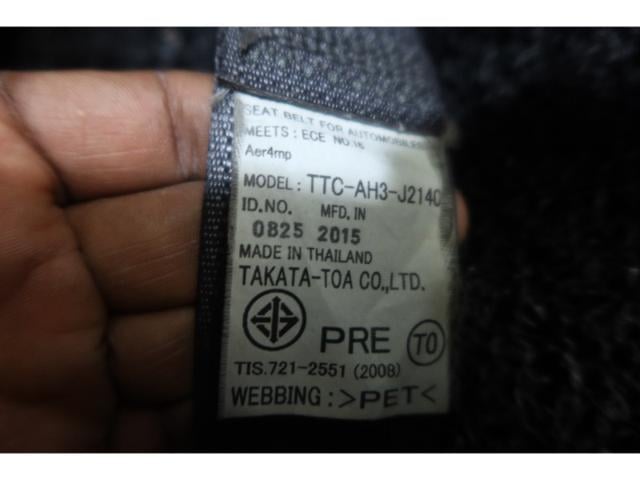 SEAT BELT FOR AUTOMOBILES
MEETS : ECE NO.16
Aer4mp
MODEL : TTC-AH3-J2140
ID.NO. MFD. IN
0825 2015
MADE IN THAILAND
TAKATA-TOA CO.,LTD.
PRE TO
TIS.721-2551 (2008)
WEBBING : >PET<